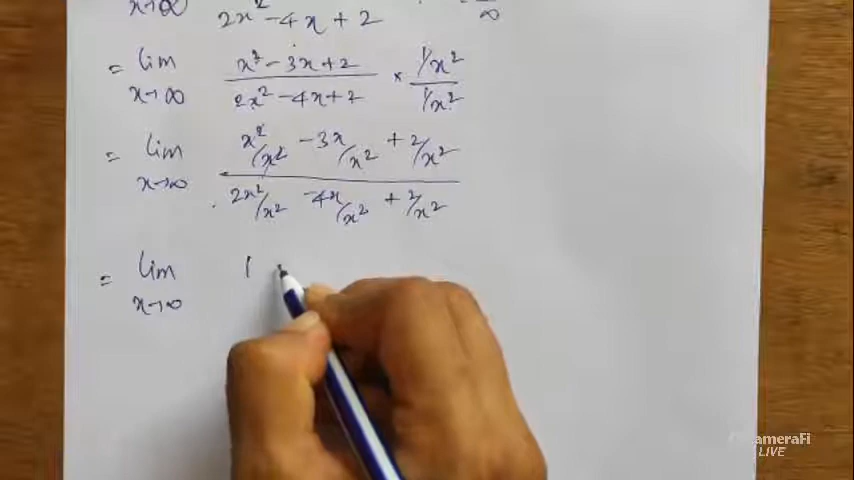 x→∞ 2x² - 4x + 2 ∞
= lim x² - 3x + 2 / 2x² - 4x + 2 × 1/x² / 1/x²
x→∞
= lim x²/x² - 3x/x² + 2/x²
x→∞ 2x²/x² - 4x/x² + 2/x²
= lim 1
x→∞
CameraFi
LIVE